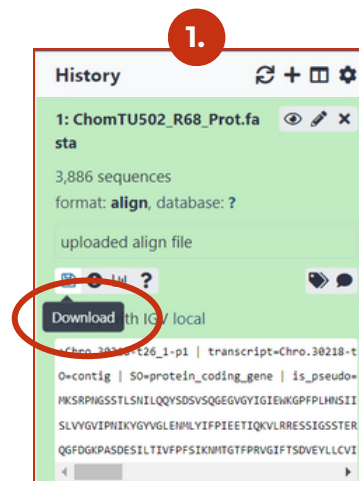 1.
History
1: ChomTU502_R68_Prot.fa
sta
3,886 sequences
format: align, database: ?
uploaded align file
?
Download th IGV local
| transcript=Chro.30218-t
O=contig | SO=protein_coding_gene | is_pseudo=
MKSRPNGSSTLSNILQQYSDSVSQGEGVGYIGIEWKGPFPLHNSII
SLVYGVIPNIKYGYVGLENMLYIFPIEETIQKVLRRESSIGSSTER
QGFDGKPASDESILTIVFPFSIKNMTGTFPRVGIFTSDVEYLLCVI